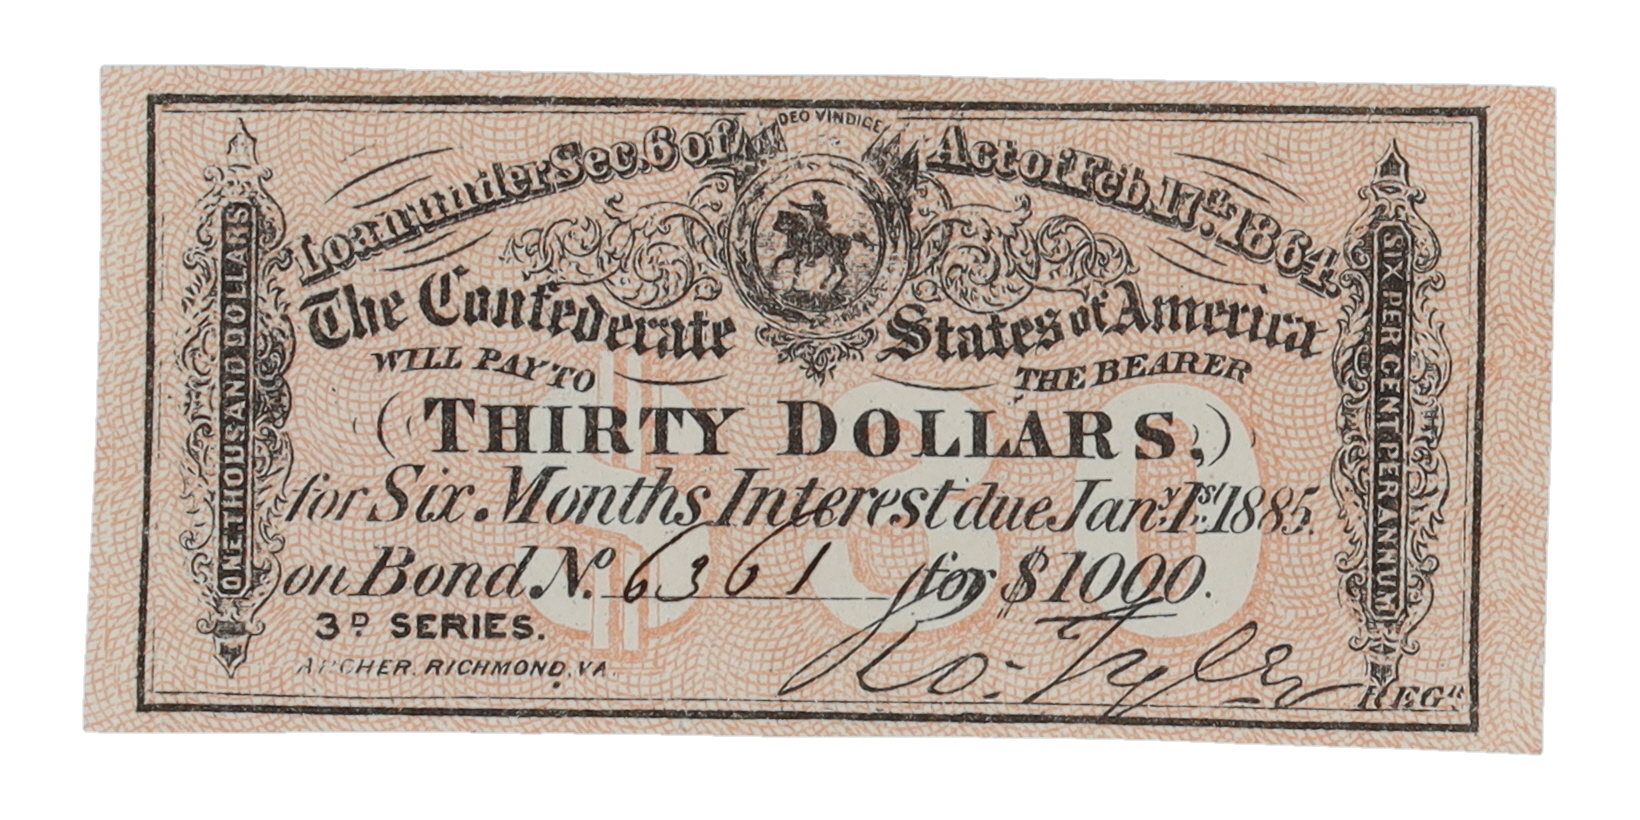 DEO VINDICE
Loan under Sec. 6 of Act of Feb. 17th 1864.
The Confederate States of America
WILL PAY TO THE BEARER
(THIRTY DOLLARS,)
for Six Months Interest due Jany. 1st. 1885.
on Bond No. 6361 for $1000.
3D SERIES.
ARCHER. RICHMOND, VA.
Ro: Tyler REGR
ONE THOUSAND DOLLARS
SIX PER CENT PER ANNUM
$30